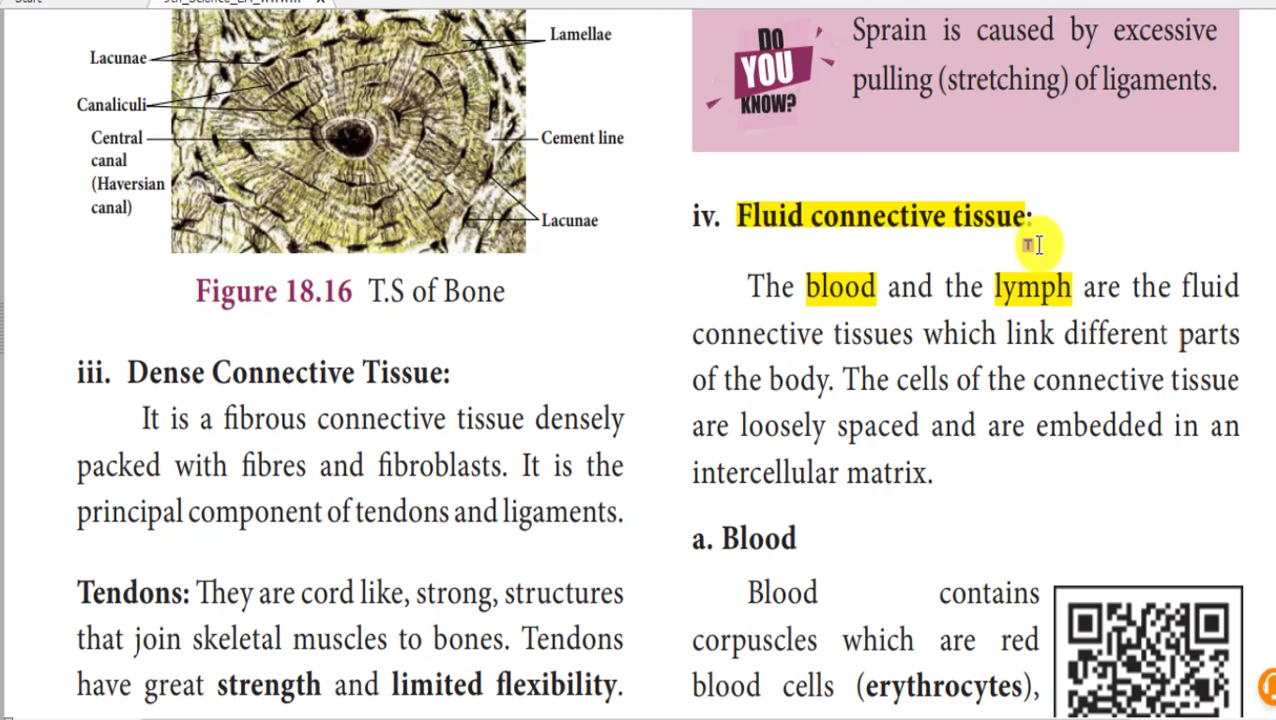 Start
Lacunae
Canaliculi
Central
canal
(Haversian
canal)
Lamellae
Cement line
Lacunae
Figure 18.16 T.S of Bone
iii. Dense Connective Tissue:
It is a fibrous connective tissue densely
packed with fibres and fibroblasts. It is the
principal component of tendons and ligaments.
Tendons: They are cord like, strong, structures
that join skeletal muscles to bones. Tendons
have great strength and limited flexibility.
DO
YOU
KNOW?
Sprain is caused by excessive
pulling (stretching) of ligaments.
iv. Fluid connective tissue:
T
The blood and the lymph are the fluid
connective tissues which link different parts
of the body. The cells of the connective tissue
are loosely spaced and are embedded in an
intercellular matrix.
a. Blood
Blood contains
corpuscles which are red
blood cells (erythrocytes),